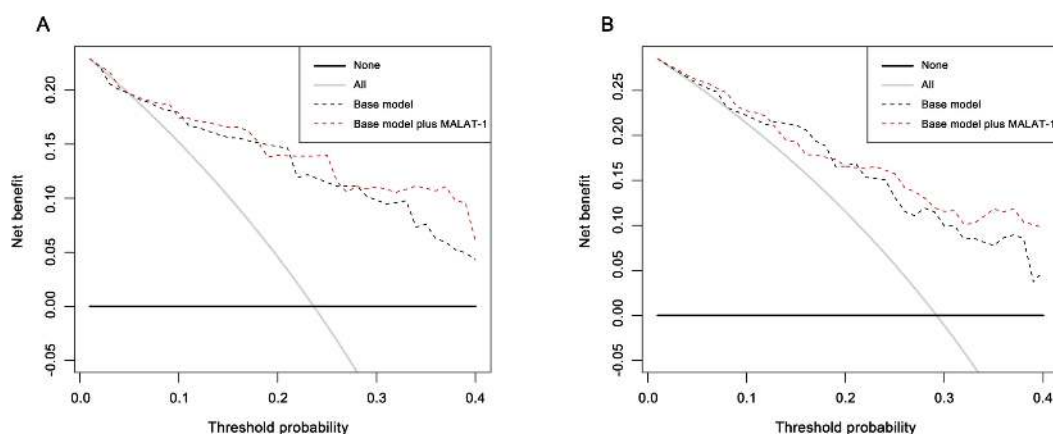 A
None
All
Base model
Base model plus MALAT-1
Net benefit
0.20
0.15
0.10
0.05
0.00
-0.05
0.0 0.1 0.2 0.3 0.4
Threshold probability
B
None
All
Base model
Base model plus MALAT-1
Net benefit
0.25
0.20
0.15
0.10
0.05
0.00
-0.05
0.0 0.1 0.2 0.3 0.4
Threshold probability